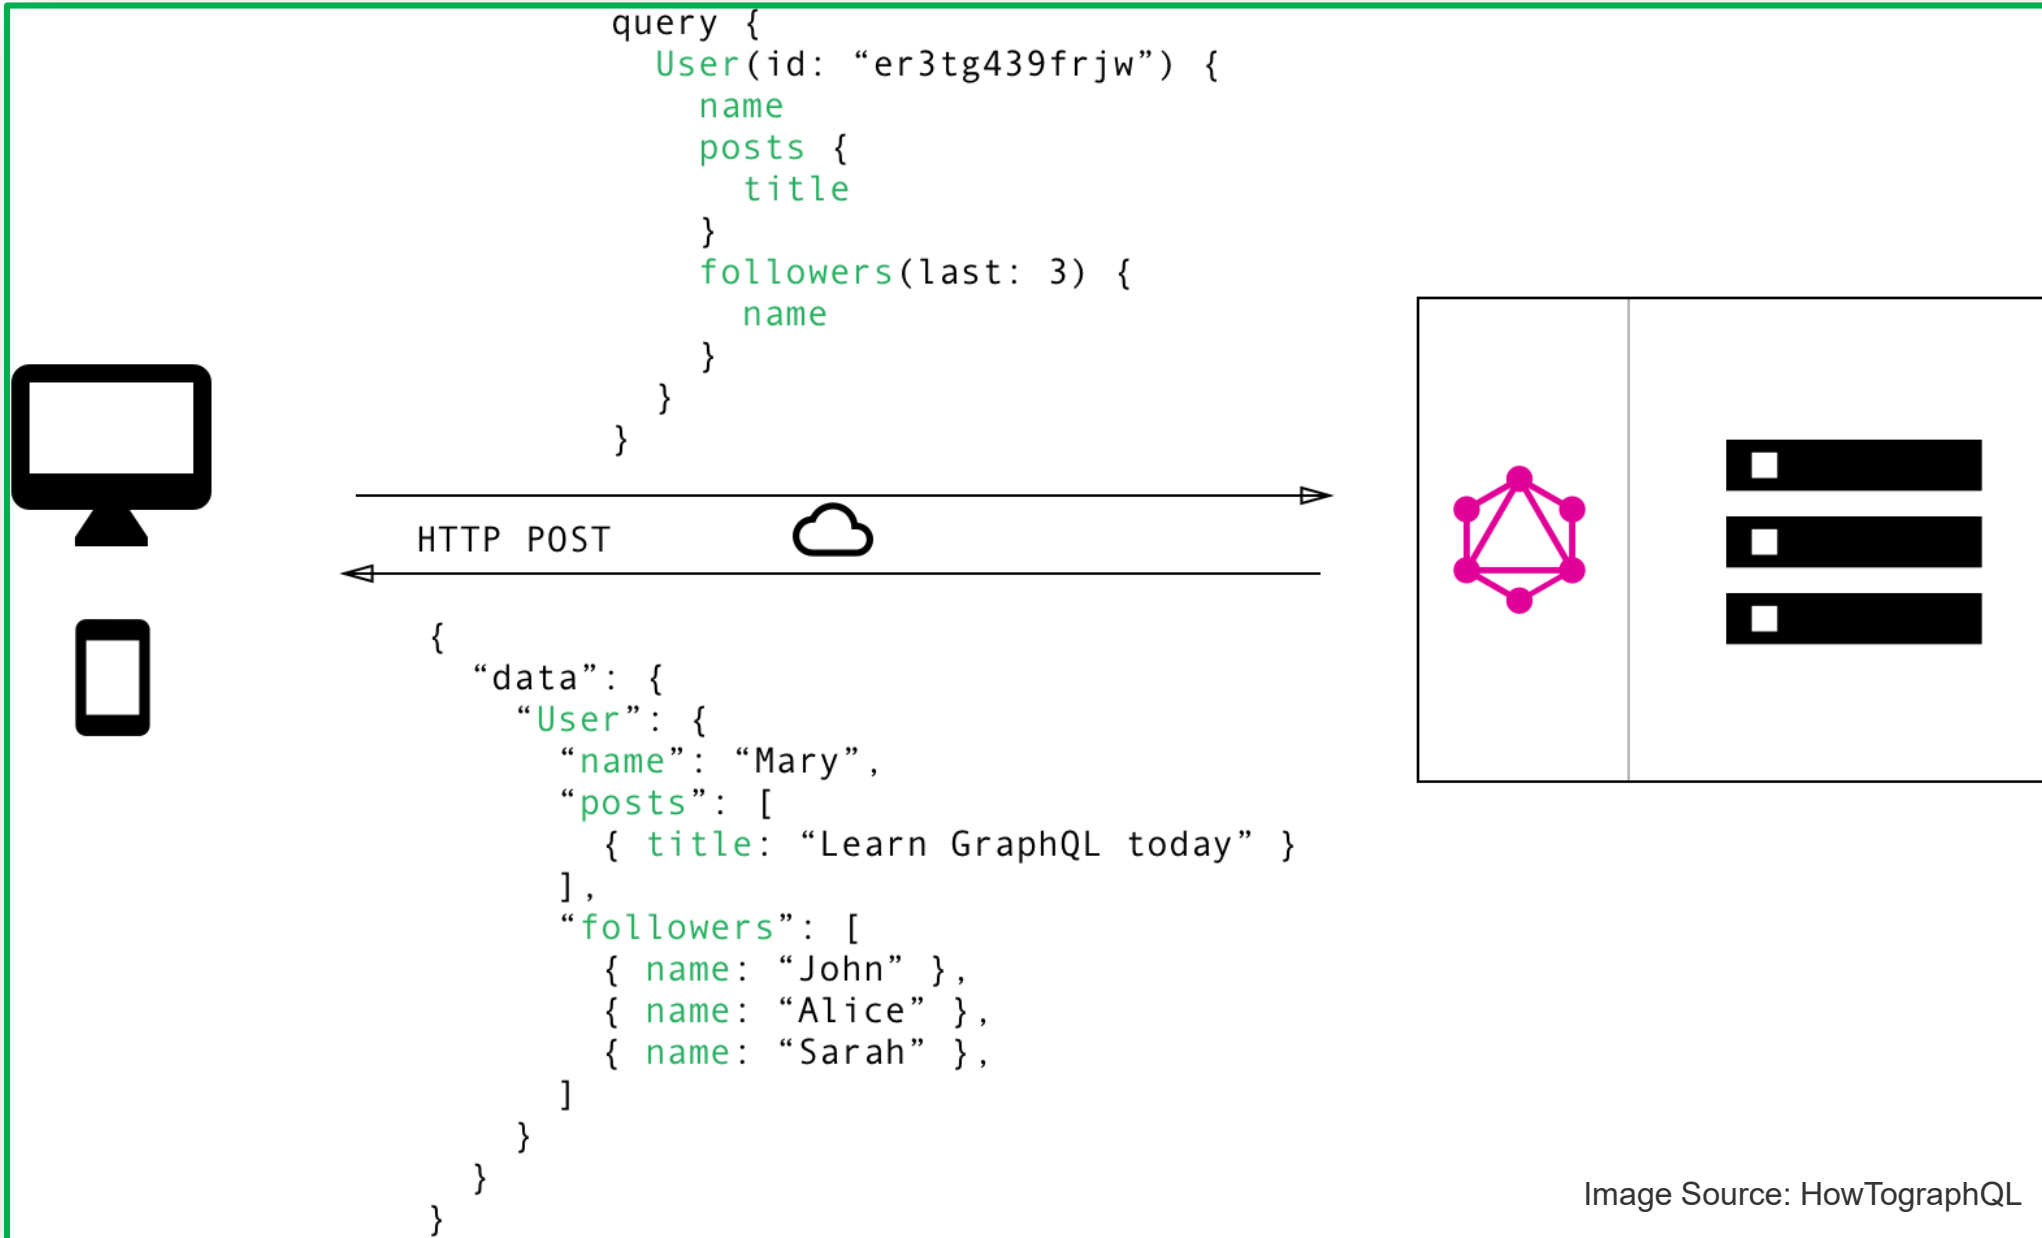 query {
User(id: “er3tg439frjw”) {
name
posts {
title
}
followers(last: 3) {
name
}
}
}
HTTP POST
{
“data”: {
“User”: {
“name”: “Mary”,
“posts”: [
{ title: “Learn GraphQL today” }
],
“followers”: [
{ name: “John” },
{ name: “Alice” },
{ name: “Sarah” },
]
}
}
}
Image Source: HowTographQL